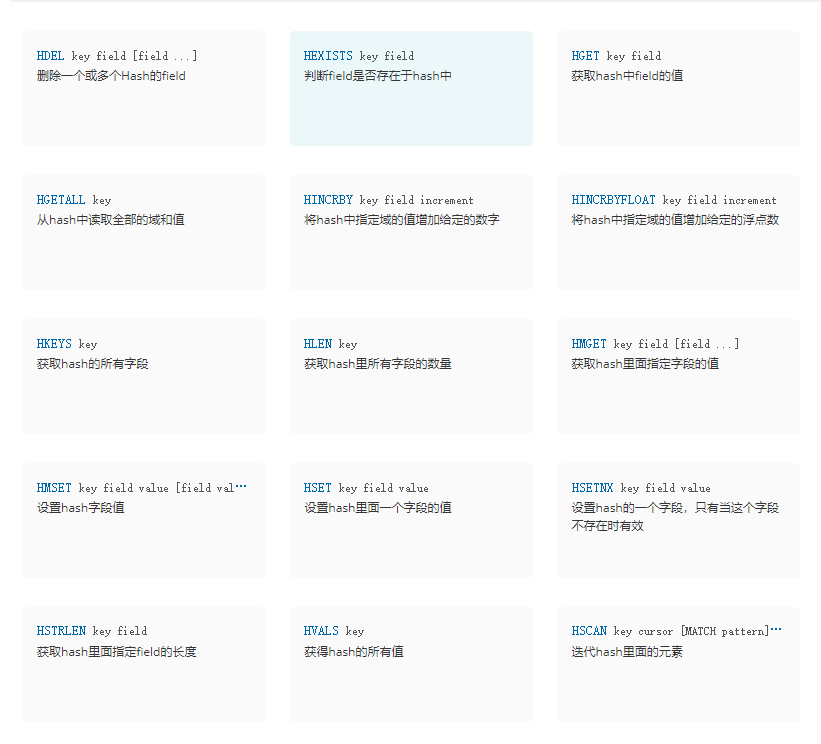 HDEL key field [field ...]
删除一个或多个Hash的field
HEXISTS key field
判断field是否存在于hash中
HGET key field
获取hash中field的值
HGETALL key
从hash中读取全部的域和值
HINCRBY key field increment
将hash中指定域的值增加给定的数字
HINCRBYFLOAT key field increment
将hash中指定域的值增加给定的浮点数
HKEYS key
获取hash的所有字段
HLEN key
获取hash里所有字段的数量
HMGET key field [field ...]
获取hash里面指定字段的值
HMSET key field value [field val…
设置hash字段值
HSET key field value
设置hash里面一个字段的值
HSETNX key field value
设置hash的一个字段，只有当这个字段
不存在时有效
HSTRLEN key field
获取hash里面指定field的长度
HVALS key
获得hash的所有值
HSCAN key cursor [MATCH pattern]…
迭代hash里面的元素